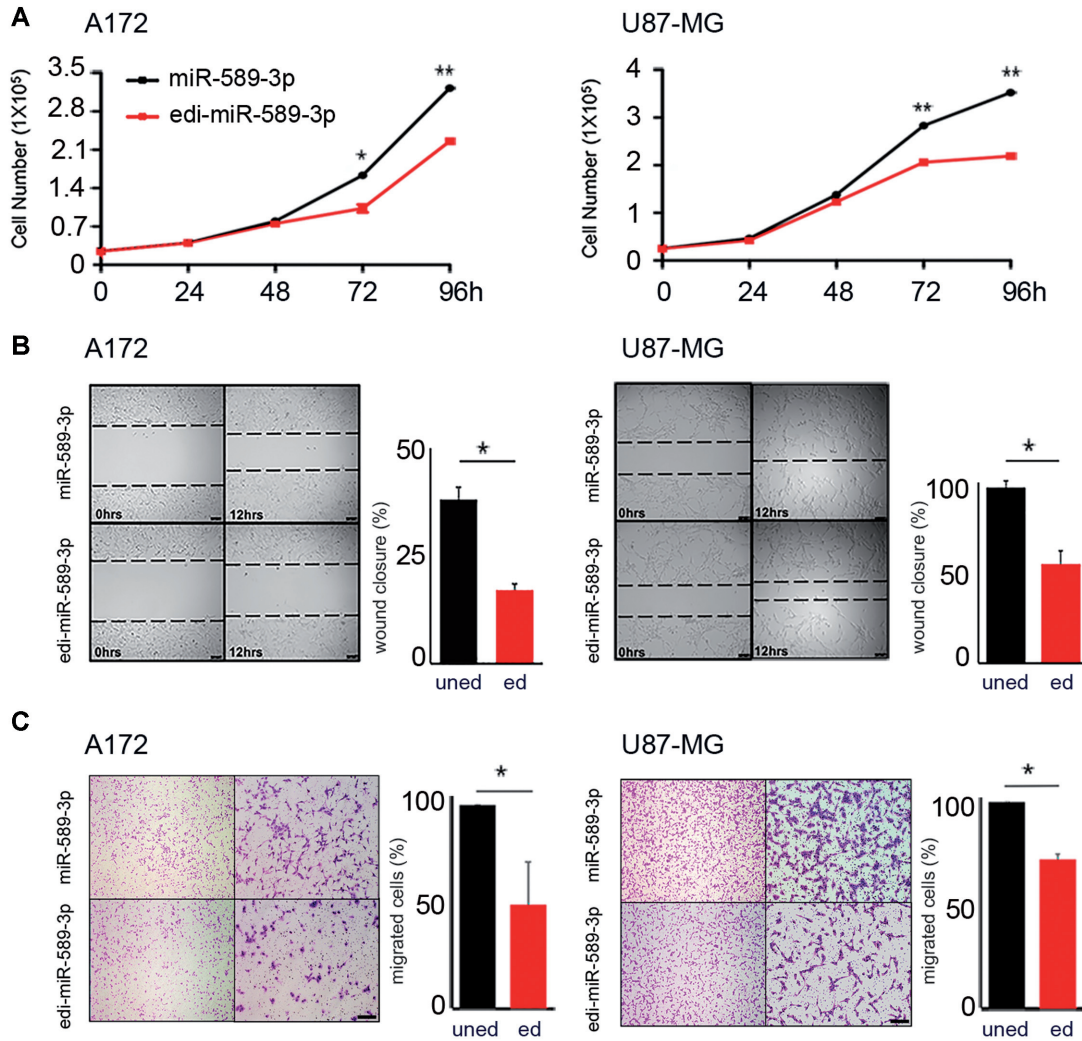 A
A172
U87-MG
Cell Number (1X10⁵)
3.5
2.8
2.1
1.4
0.7
0
miR-589-3p
edi-miR-589-3p
*
**
0 24 48 72 96h
Cell Number (1X10⁵)
4
3
2
1
0
**
**
0 24 48 72 96h
B
A172
U87-MG
miR-589-3p
edi-miR-589-3p
0hrs
12hrs
0hrs
12hrs
wound closure (%)
50
25
0
*
uned ed
miR-589-3p
edi-miR-589-3p
0hrs
12hrs
0hrs
12hrs
wound closure (%)
100
50
0
*
uned ed
C
A172
U87-MG
miR-589-3p
edi-miR-589-3p
migrated cells (%)
100
50
0
*
uned ed
miR-589-3p
edi-miR-589-3p
migrated cells (%)
100
50
0
*
uned ed